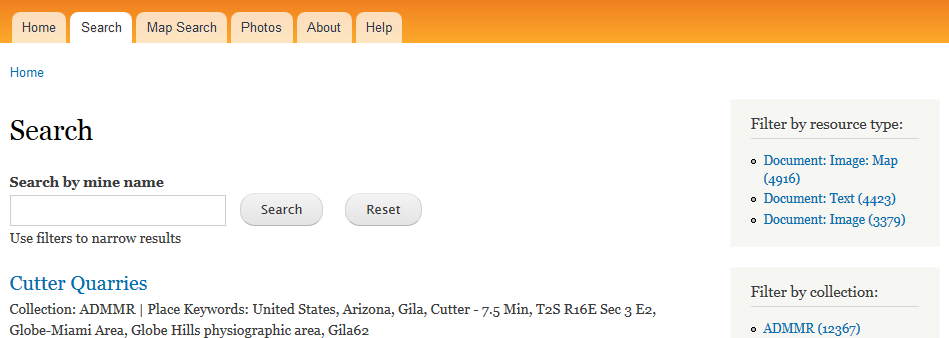 Home Search Map Search Photos About Help
Home
Search
Search by mine name
Search Reset
Use filters to narrow results
Cutter Quarries
Collection: ADMMR | Place Keywords: United States, Arizona, Gila, Cutter - 7.5 Min, T2S R16E Sec 3 E2,
Globe-Miami Area, Globe Hills physiographic area, Gila62
Filter by resource type:
Document: Image: Map
(4916)
Document: Text (4423)
Document: Image (3379)
Filter by collection:
ADMMR (12367)